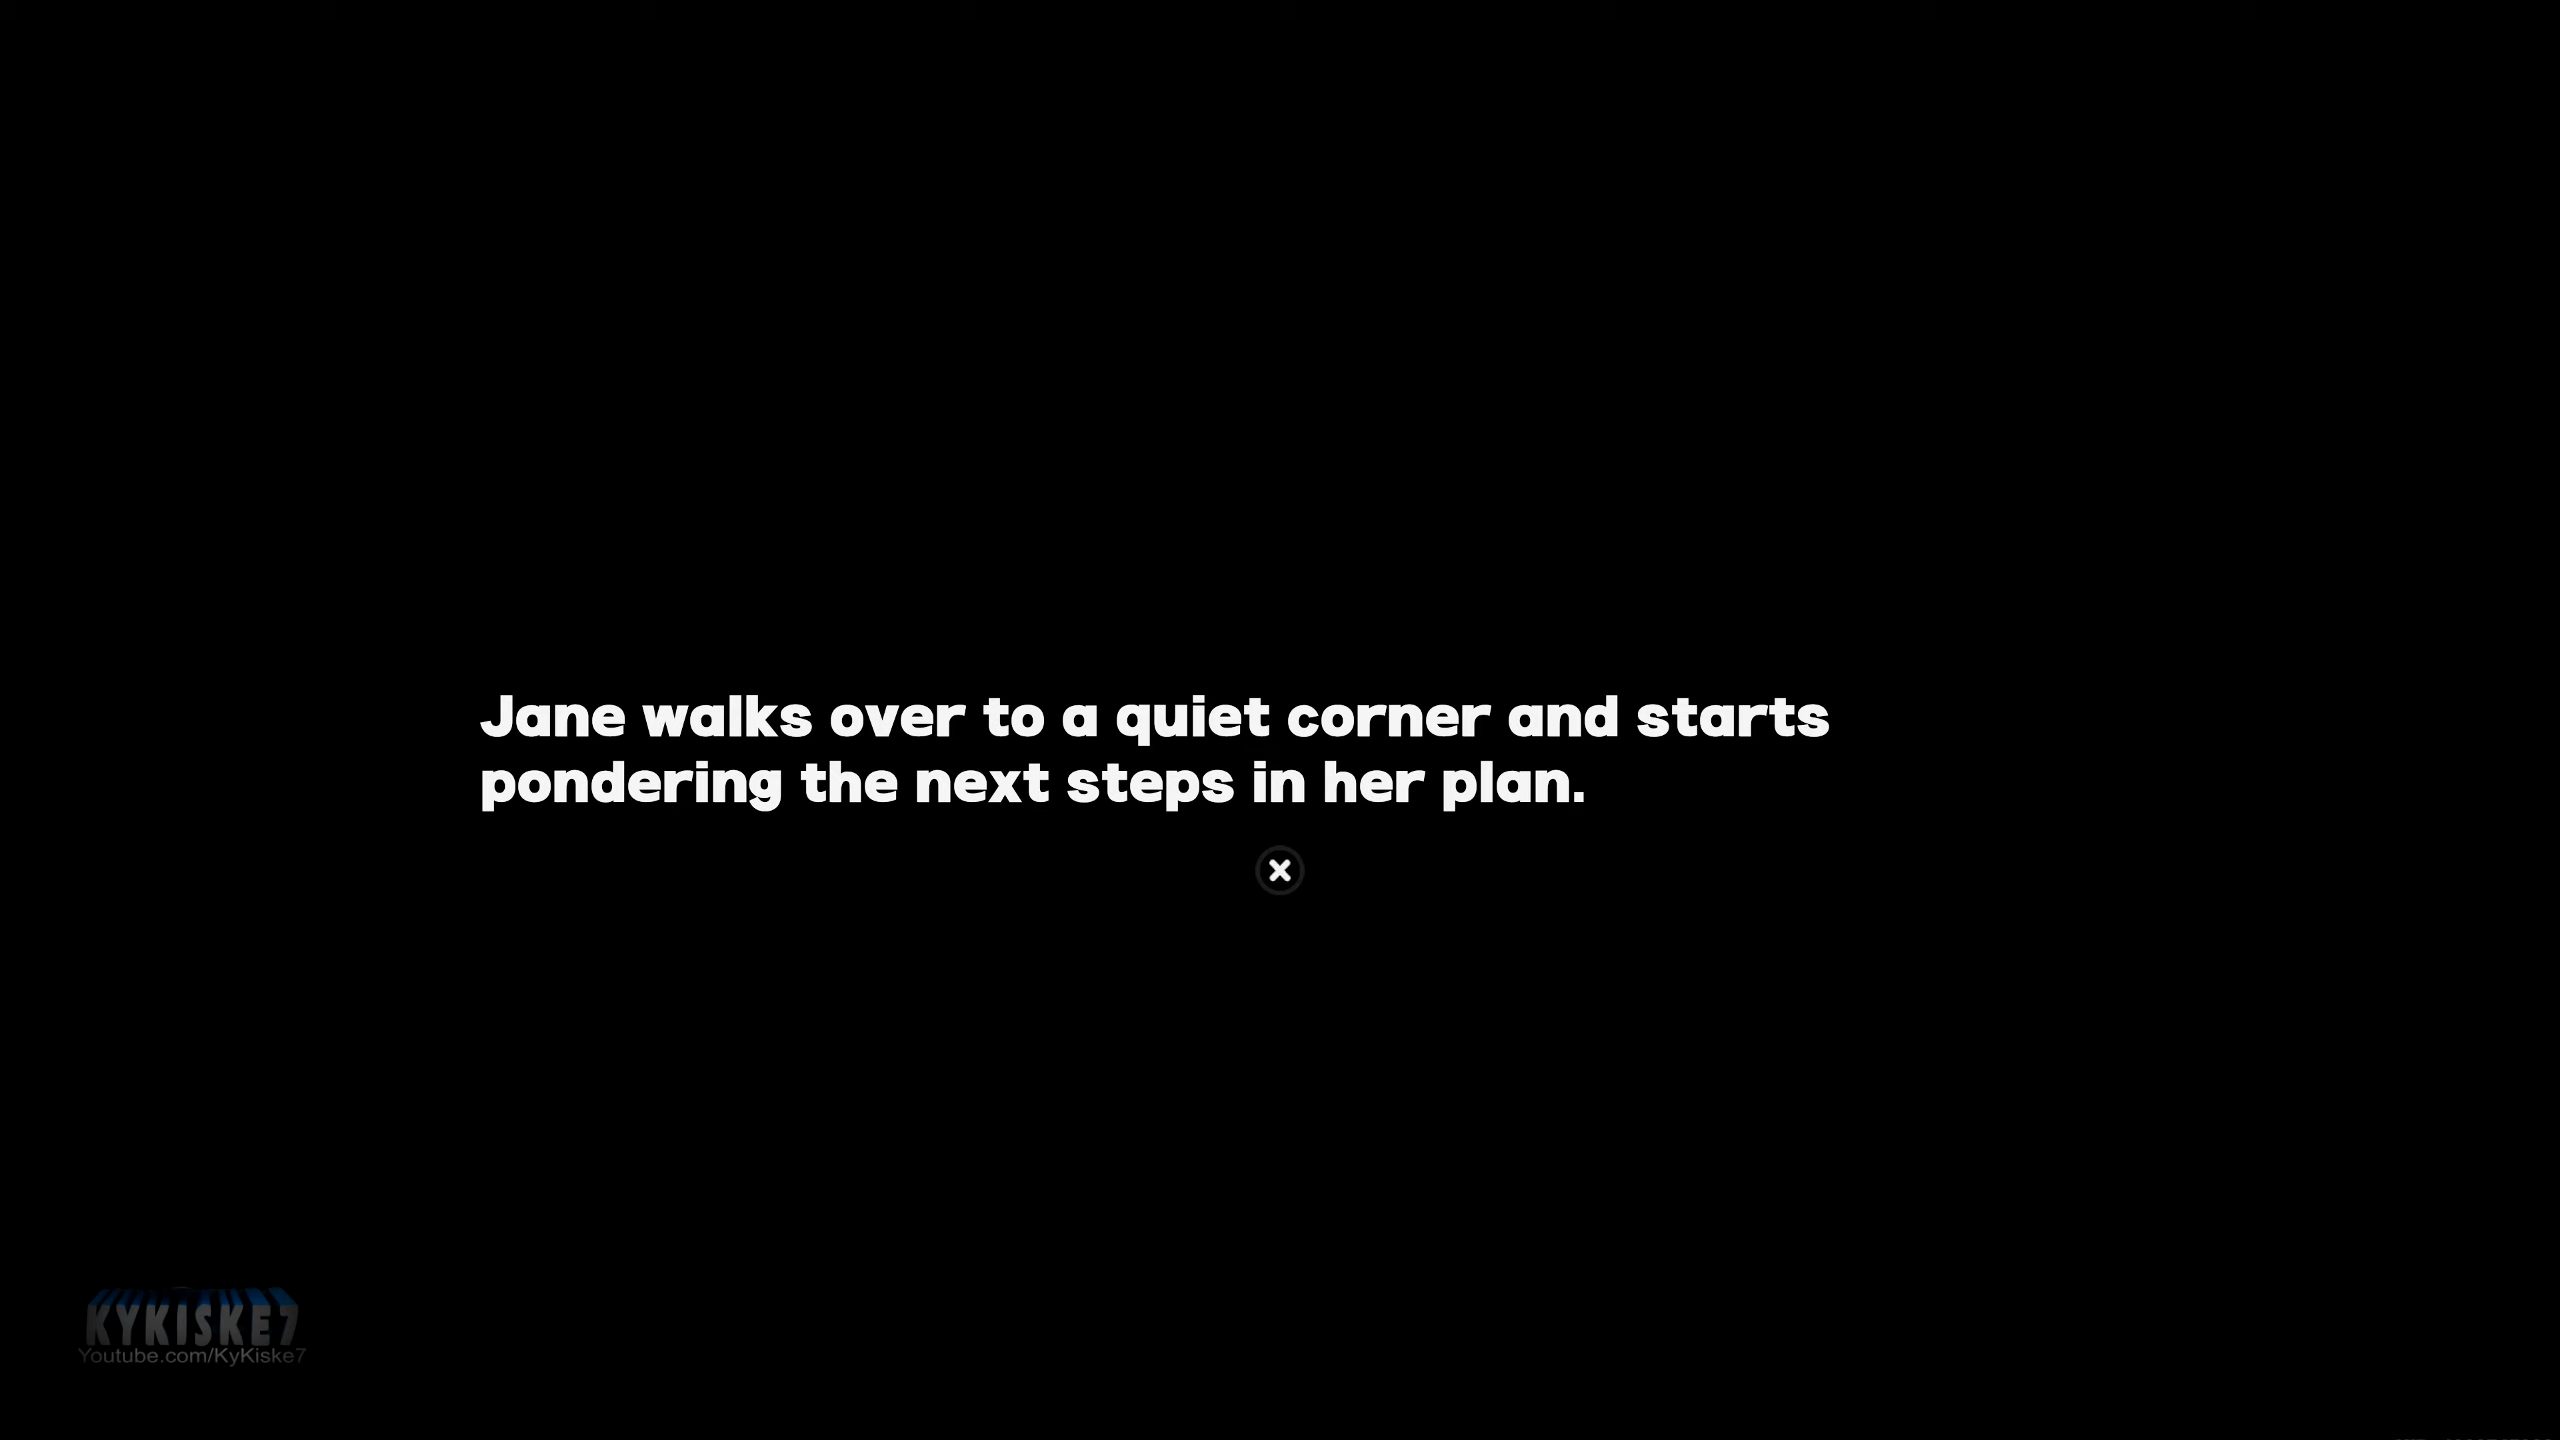 Jane walks over to a quiet corner and starts
pondering the next steps in her plan.
KYKISKE7
Youtube.com/KyKiske7